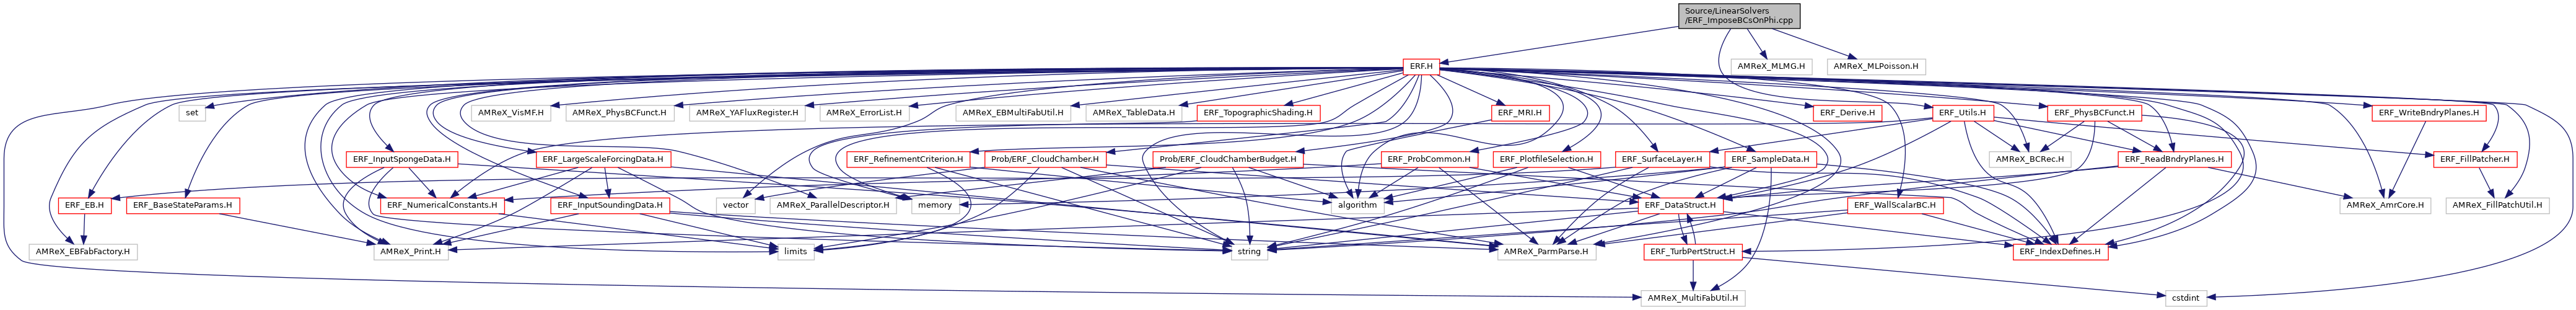 Source/LinearSolvers
/ERF_ImposeBCsOnPhi.cpp
ERF.H
AMReX_MLMG.H
AMReX_MLPoisson.H
set
AMReX_VisMF.H
AMReX_PhysBCFunct.H
AMReX_YAFluxRegister.H
AMReX_ErrorList.H
AMReX_EBMultiFabUtil.H
AMReX_TableData.H
ERF_TopographicShading.H
ERF_MRI.H
ERF_Derive.H
ERF_Utils.H
ERF_PhysBCFunct.H
ERF_WriteBndryPlanes.H
ERF_InputSpongeData.H
ERF_LargeScaleForcingData.H
ERF_RefinementCriterion.H
Prob/ERF_CloudChamber.H
Prob/ERF_CloudChamberBudget.H
ERF_ProbCommon.H
ERF_PlotfileSelection.H
ERF_SurfaceLayer.H
ERF_SampleData.H
AMReX_BCRec.H
ERF_ReadBndryPlanes.H
ERF_FillPatcher.H
ERF_EB.H
ERF_BaseStateParams.H
ERF_NumericalConstants.H
ERF_InputSoundingData.H
vector
AMReX_ParallelDescriptor.H
memory
algorithm
ERF_DataStruct.H
ERF_WallScalarBC.H
AMReX_AmrCore.H
AMReX_FillPatchUtil.H
AMReX_EBFabFactory.H
AMReX_Print.H
limits
string
AMReX_ParmParse.H
ERF_TurbPertStruct.H
ERF_IndexDefines.H
AMReX_MultiFabUtil.H
cstdint